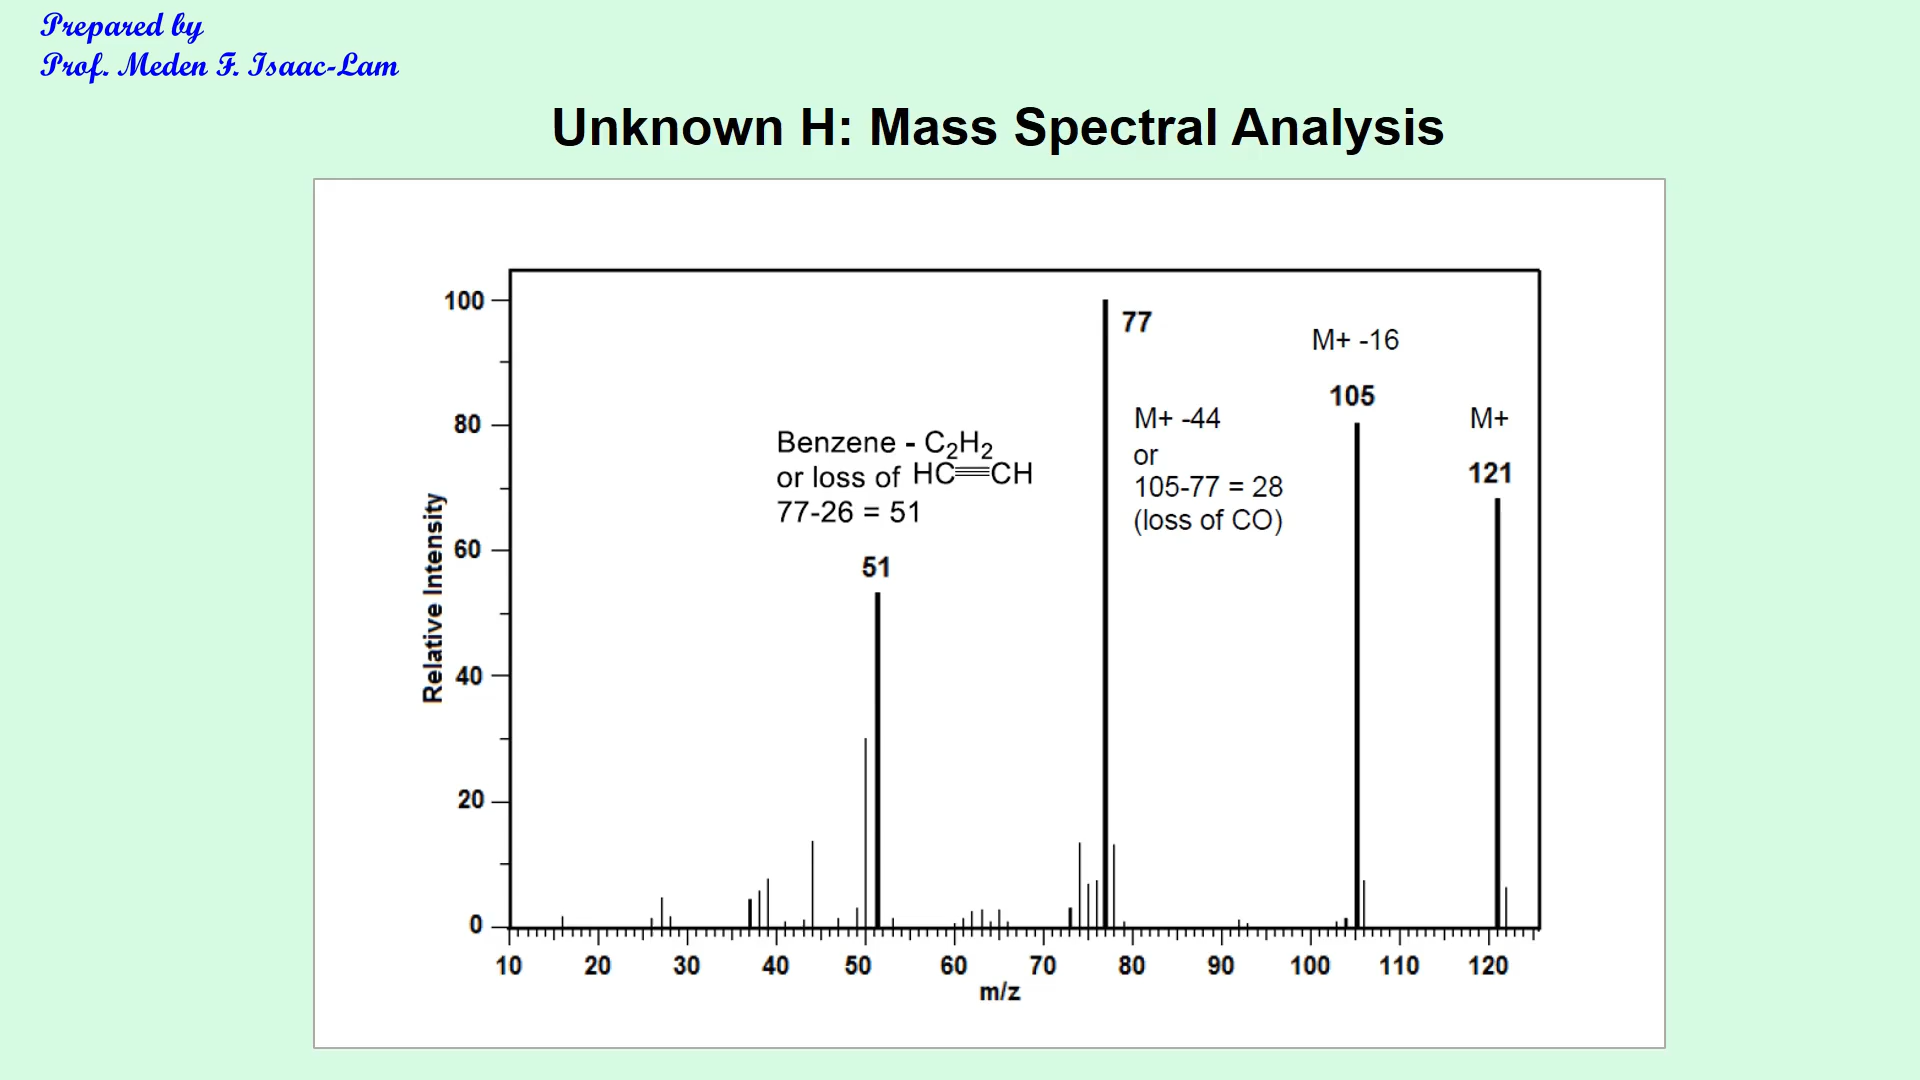 Prepared by
Prof. Meden F. Isaac-Lam
Unknown H: Mass Spectral Analysis
100
80
60
40
20
0
Relative Intensity
Benzene - C₂H₂
or loss of HC≡CH
77-26 = 51
51
77
M+ -44
or
105-77 = 28
(loss of CO)
M+ -16
105
M+
121
10 20 30 40 50 60 70 80 90 100 110 120
m/z